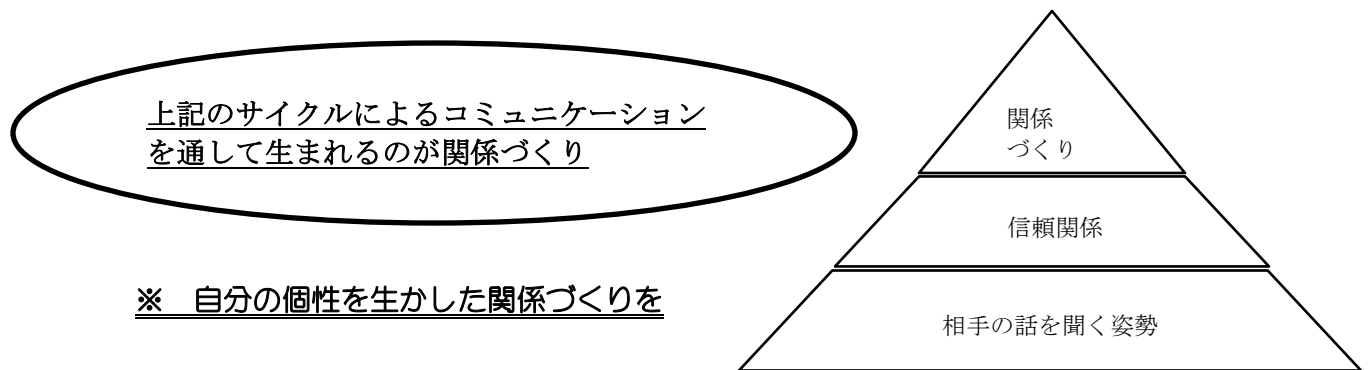 上記のサイクルによるコミュニケーション
を通して生まれるのが関係づくり
※　自分の個性を生かした関係づくりを
関係
づくり
信頼関係
相手の話を聞く姿勢